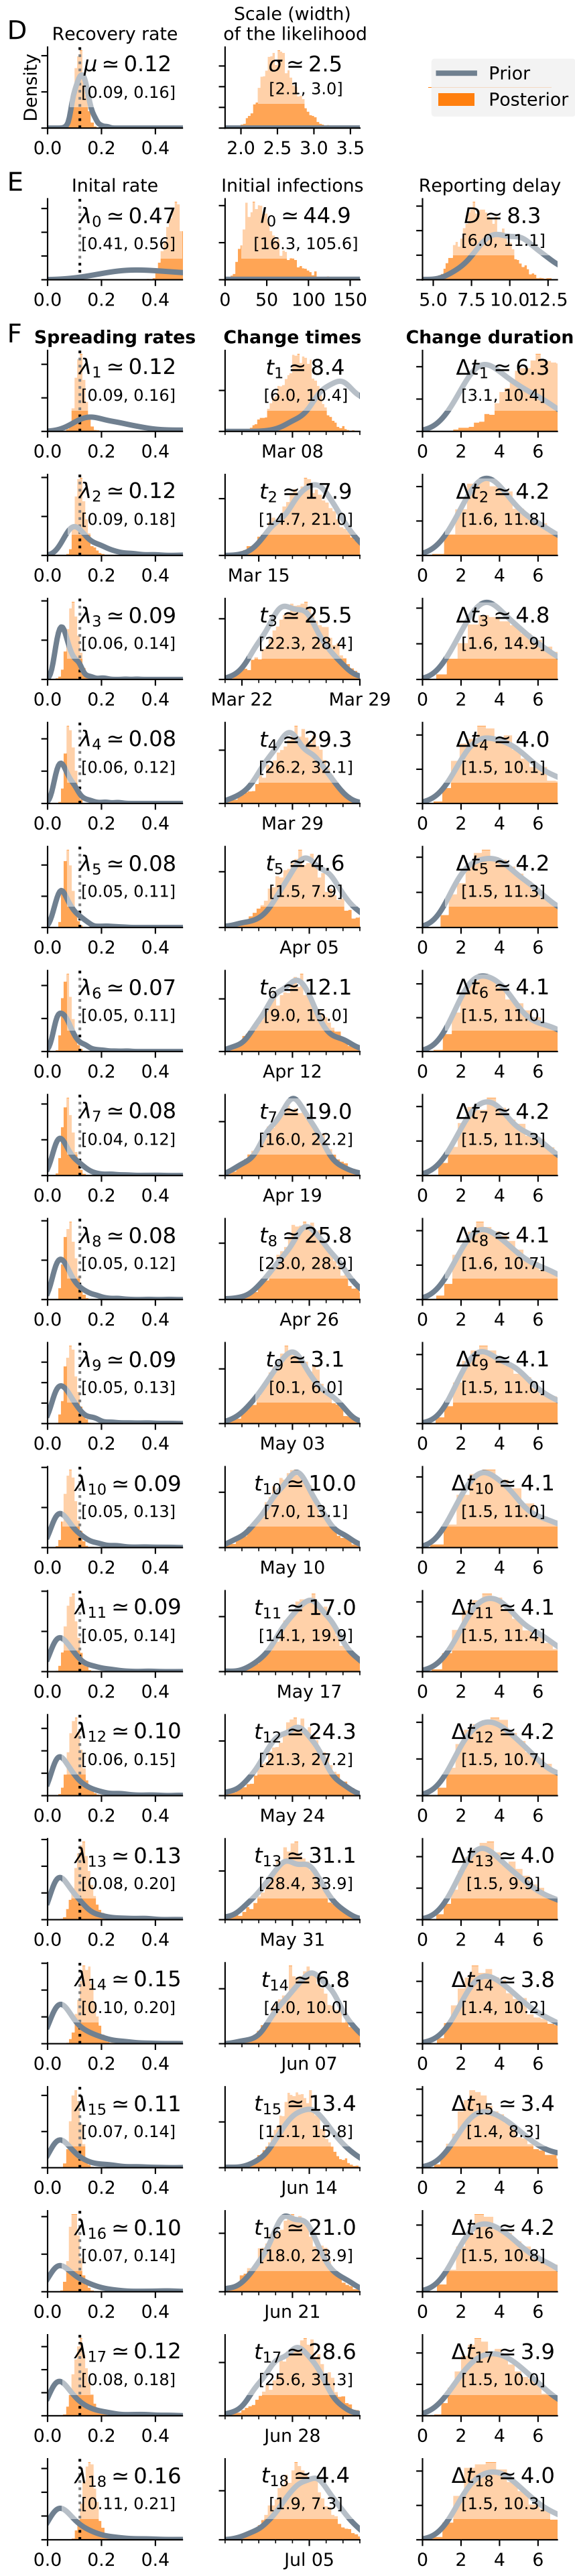 D
Recovery rate
Scale (width)
of the likelihood
Density
μ ≃ 0.12
[0.09, 0.16]
σ ≃ 2.5
[2.1, 3.0]
Prior
Posterior
0.0 0.2 0.4
2.0 2.5 3.0 3.5
E
Inital rate
Initial infections
Reporting delay
λ0 ≃ 0.47
[0.41, 0.56]
I0 ≃ 44.9
[16.3, 105.6]
D ≃ 8.3
[6.0, 11.1]
0.0 0.2 0.4
0 50 100 150
5.0 7.5 10.0 12.5
F
Spreading rates
Change times
Change duration
λ1 ≃ 0.12
[0.09, 0.16]
t1 ≃ 8.4
[6.0, 10.4]
Δt1 ≃ 6.3
[3.1, 10.4]
0.0 0.2 0.4
Mar 08
0 2 4 6
λ2 ≃ 0.12
[0.09, 0.18]
t2 ≃ 17.9
[14.7, 21.0]
Δt2 ≃ 4.2
[1.6, 11.8]
0.0 0.2 0.4
Mar 15
0 2 4 6
λ3 ≃ 0.09
[0.06, 0.14]
t3 ≃ 25.5
[22.3, 28.4]
Δt3 ≃ 4.8
[1.6, 14.9]
0.0 0.2 0.4
Mar 22 Mar 29
0 2 4 6
λ4 ≃ 0.08
[0.06, 0.12]
t4 ≃ 29.3
[26.2, 32.1]
Δt4 ≃ 4.0
[1.5, 10.1]
0.0 0.2 0.4
Mar 29
0 2 4 6
λ5 ≃ 0.08
[0.05, 0.11]
t5 ≃ 4.6
[1.5, 7.9]
Δt5 ≃ 4.2
[1.5, 11.3]
0.0 0.2 0.4
Apr 05
0 2 4 6
λ6 ≃ 0.07
[0.05, 0.11]
t6 ≃ 12.1
[9.0, 15.0]
Δt6 ≃ 4.1
[1.5, 11.0]
0.0 0.2 0.4
Apr 12
0 2 4 6
λ7 ≃ 0.08
[0.04, 0.12]
t7 ≃ 19.0
[16.0, 22.2]
Δt7 ≃ 4.2
[1.5, 11.3]
0.0 0.2 0.4
Apr 19
0 2 4 6
λ8 ≃ 0.08
[0.05, 0.12]
t8 ≃ 25.8
[23.0, 28.9]
Δt8 ≃ 4.1
[1.6, 10.7]
0.0 0.2 0.4
Apr 26
0 2 4 6
λ9 ≃ 0.09
[0.05, 0.13]
t9 ≃ 3.1
[0.1, 6.0]
Δt9 ≃ 4.1
[1.5, 11.0]
0.0 0.2 0.4
May 03
0 2 4 6
λ10 ≃ 0.09
[0.05, 0.13]
t10 ≃ 10.0
[7.0, 13.1]
Δt10 ≃ 4.1
[1.5, 11.0]
0.0 0.2 0.4
May 10
0 2 4 6
λ11 ≃ 0.09
[0.05, 0.14]
t11 ≃ 17.0
[14.1, 19.9]
Δt11 ≃ 4.1
[1.5, 11.4]
0.0 0.2 0.4
May 17
0 2 4 6
λ12 ≃ 0.10
[0.06, 0.15]
t12 ≃ 24.3
[21.3, 27.2]
Δt12 ≃ 4.2
[1.5, 10.7]
0.0 0.2 0.4
May 24
0 2 4 6
λ13 ≃ 0.13
[0.08, 0.20]
t13 ≃ 31.1
[28.4, 33.9]
Δt13 ≃ 4.0
[1.5, 9.9]
0.0 0.2 0.4
May 31
0 2 4 6
λ14 ≃ 0.15
[0.10, 0.20]
t14 ≃ 6.8
[4.0, 10.0]
Δt14 ≃ 3.8
[1.4, 10.2]
0.0 0.2 0.4
Jun 07
0 2 4 6
λ15 ≃ 0.11
[0.07, 0.14]
t15 ≃ 13.4
[11.1, 15.8]
Δt15 ≃ 3.4
[1.4, 8.3]
0.0 0.2 0.4
Jun 14
0 2 4 6
λ16 ≃ 0.10
[0.07, 0.14]
t16 ≃ 21.0
[18.0, 23.9]
Δt16 ≃ 4.2
[1.5, 10.8]
0.0 0.2 0.4
Jun 21
0 2 4 6
λ17 ≃ 0.12
[0.08, 0.18]
t17 ≃ 28.6
[25.6, 31.3]
Δt17 ≃ 3.9
[1.5, 10.0]
0.0 0.2 0.4
Jun 28
0 2 4 6
λ18 ≃ 0.16
[0.11, 0.21]
t18 ≃ 4.4
[1.9, 7.3]
Δt18 ≃ 4.0
[1.5, 10.3]
0.0 0.2 0.4
Jul 05
0 2 4 6